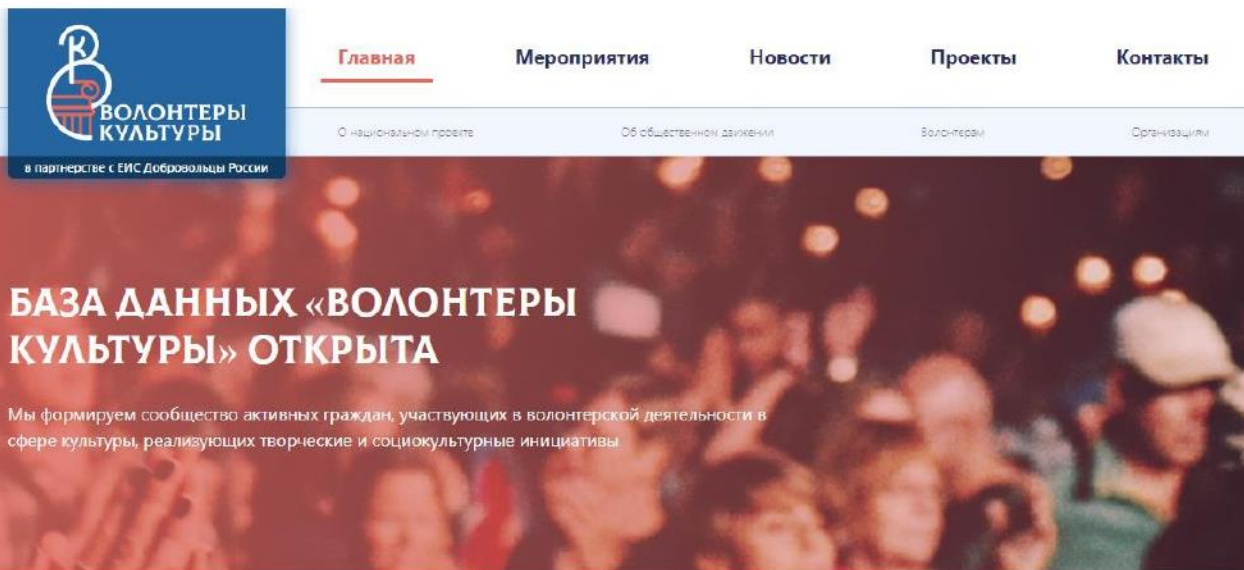 ВОЛОНТЕРЫ
КУЛЬТУРЫ
в партнерстве с ЕИС Добровольцы России
Главная Мероприятия Новости Проекты Контакты
О национальном проекте Об общественном движении Волонтерам Организациям
БАЗА ДАННЫХ «ВОЛОНТЕРЫ
КУЛЬТУРЫ» ОТКРЫТА
Мы формируем сообщество активных граждан, участвующих в волонтерской деятельности в
сфере культуры, реализующих творческие и социокультурные инициативы